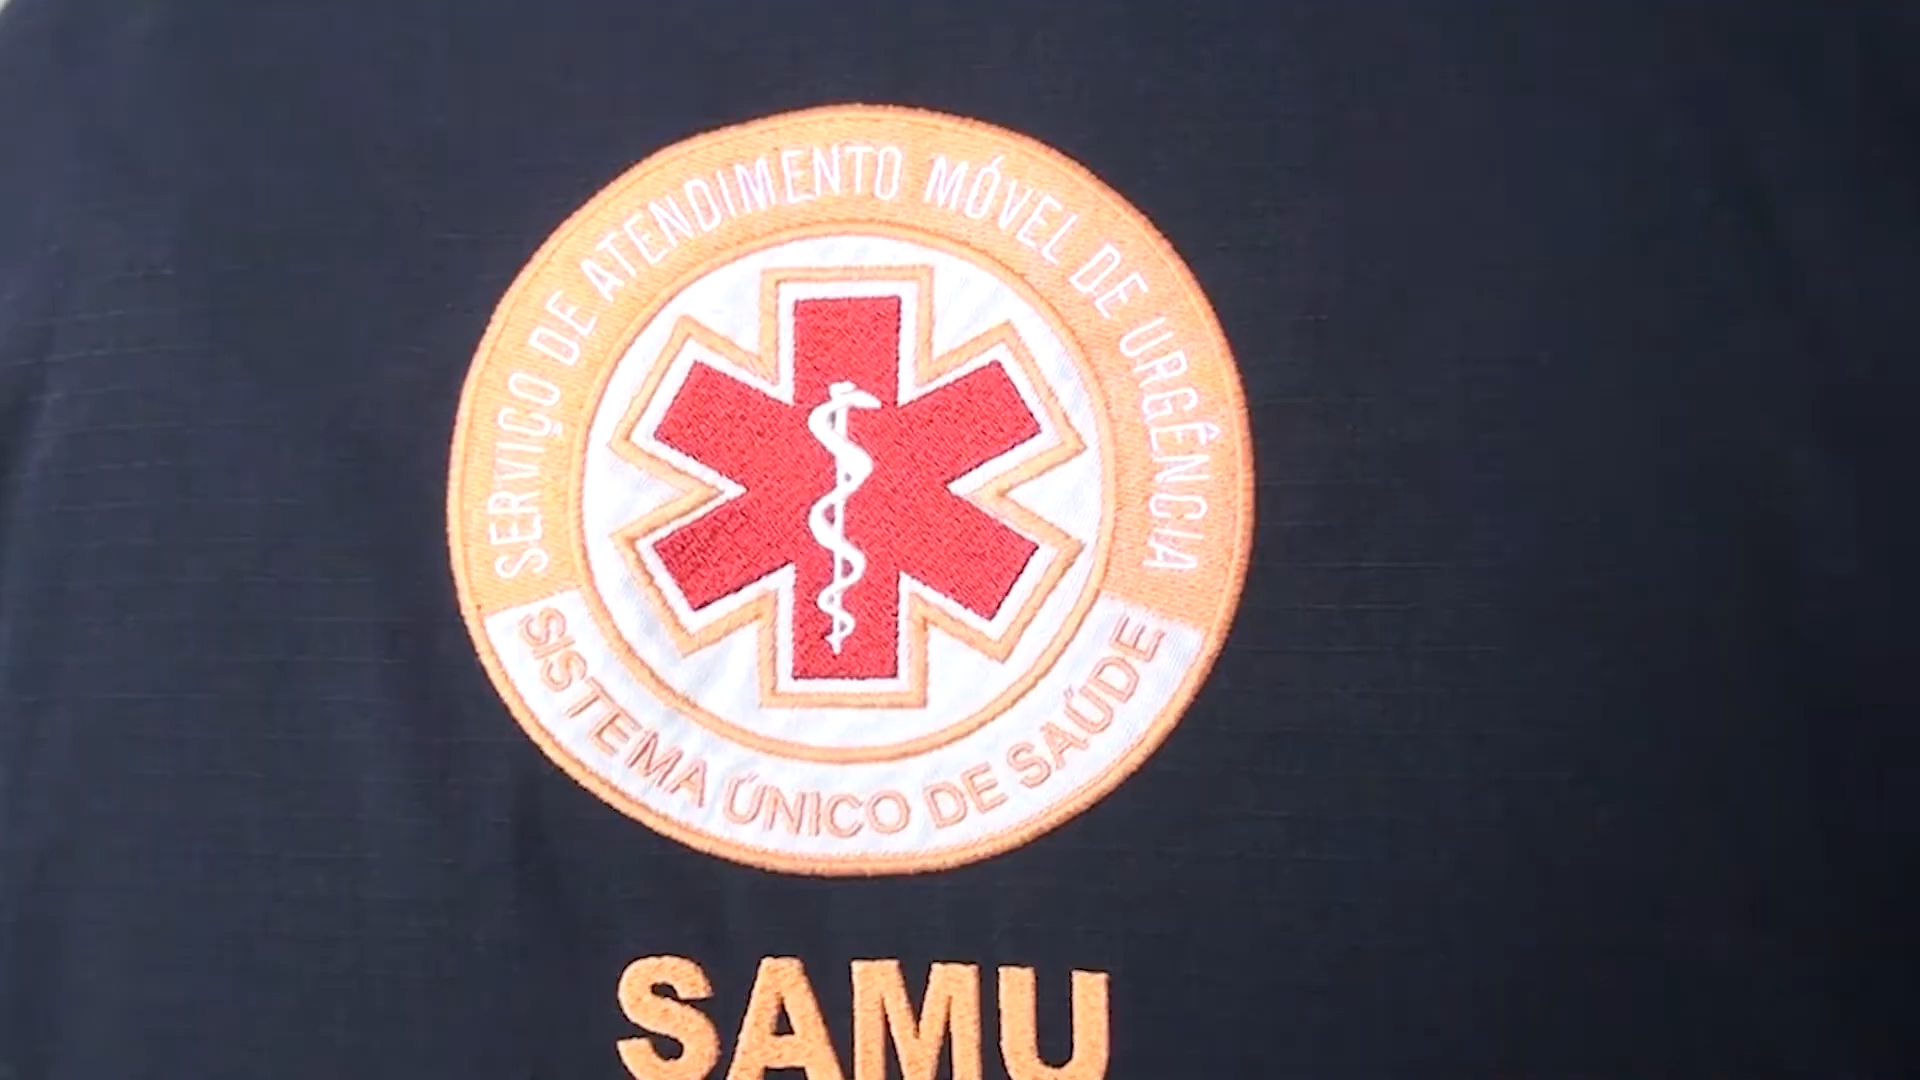 SERVIÇO DE ATENDIMENTO MÓVEL DE URGÊNCIA
SISTEMA ÚNICO DE SAÚDE
SAMU